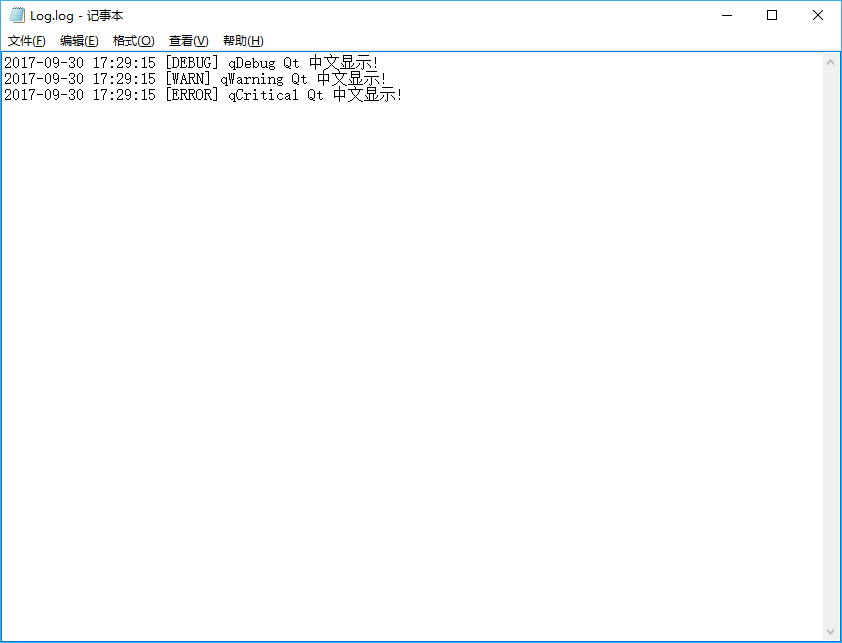 Log.log - 记事本
文件(F) 编辑(E) 格式(O) 查看(V) 帮助(H)
2017-09-30 17:29:15 [DEBUG] qDebug Qt 中文显示!
2017-09-30 17:29:15 [WARN] qWarning Qt 中文显示!
2017-09-30 17:29:15 [ERROR] qCritical Qt 中文显示!